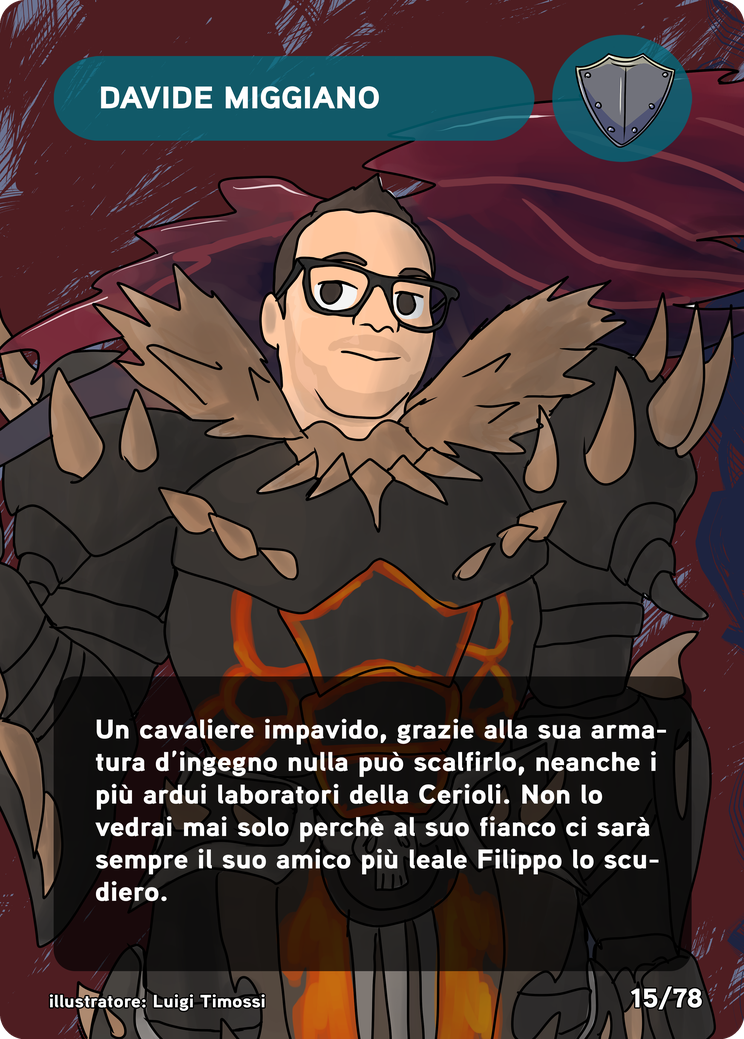 DAVIDE MIGGIANO
Un cavaliere impavido, grazie alla sua arma-
tura d'ingegno nulla può scalfirlo, neanche i
più ardui laboratori della Cerioli. Non lo
vedrai mai solo perchè al suo fianco ci sarà
sempre il suo amico più leale Filippo lo scu-
diero.
illustratore: Luigi Timossi
15/78